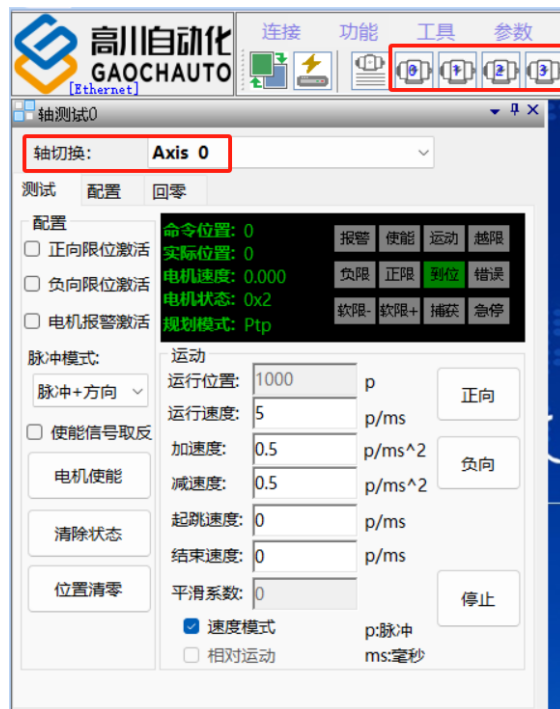 高川自动化
GAOCHAUTO
[Ethernet]
连接 功能 工具 参数
0 1 2 3
轴测试0
轴切换: Axis 0
测试 配置 回零
配置
正向限位激活
负向限位激活
电机报警激活
脉冲模式:
脉冲+方向
使能信号取反
电机使能
清除状态
位置清零
命令位置: 0
实际位置: 0
电机速度: 0.000
电机状态: 0x2
规划模式: Ptp
报警 使能 运动 越限
负限 正限 到位 错误
软限- 软限+ 捕获 急停
运动
运行位置: 1000 p
运行速度: 5 p/ms
加速度: 0.5 p/ms^2
减速度: 0.5 p/ms^2
起跳速度: 0 p/ms
结束速度: 0 p/ms
平滑系数: 0
速度模式 p:脉冲
相对运动 ms:毫秒
正向
负向
停止